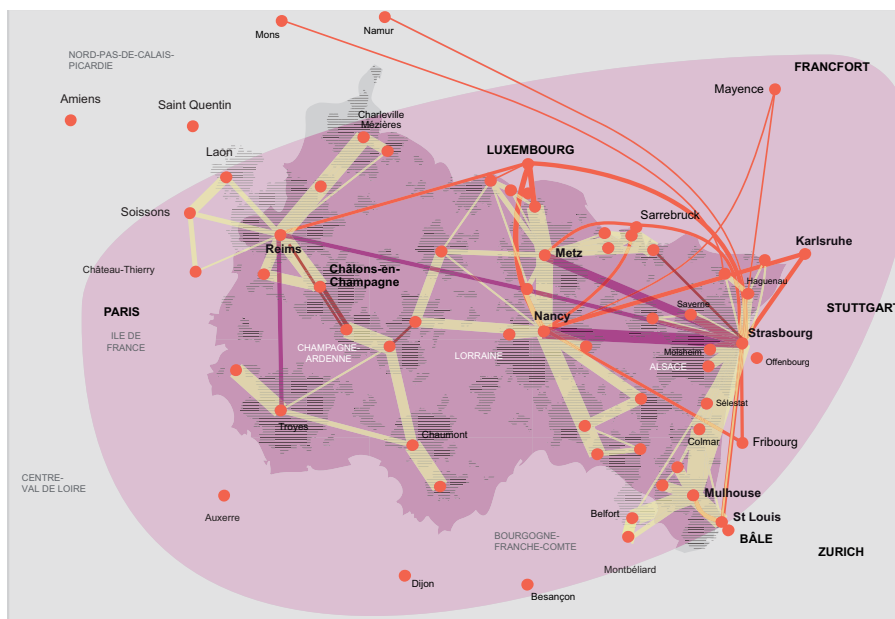 Mons
Namur
NORD-PAS-DE-CALAIS-
PICARDIE
FRANCFORT
Mayence
Amiens
Saint Quentin
Charleville
Mézières
Laon
LUXEMBOURG
Soissons
Sarrebruck
Reims
Metz
Karlsruhe
Château-Thierry
Châlons-en-
Champagne
Haguenau
PARIS
Nancy
Saverne
STUTTGART
ILE DE
FRANCE
CHAMPAGNE-
ARDENNE
LORRAINE
Strasbourg
Molsheim
ALSACE
Offenbourg
Sélestat
Troyes
Chaumont
Colmar
Fribourg
CENTRE-
VAL DE LOIRE
Mulhouse
Auxerre
Belfort
St Louis
BOURGOGNE-
FRANCHE-COMTE
BÂLE
ZURICH
Montbéliard
Dijon
Besançon